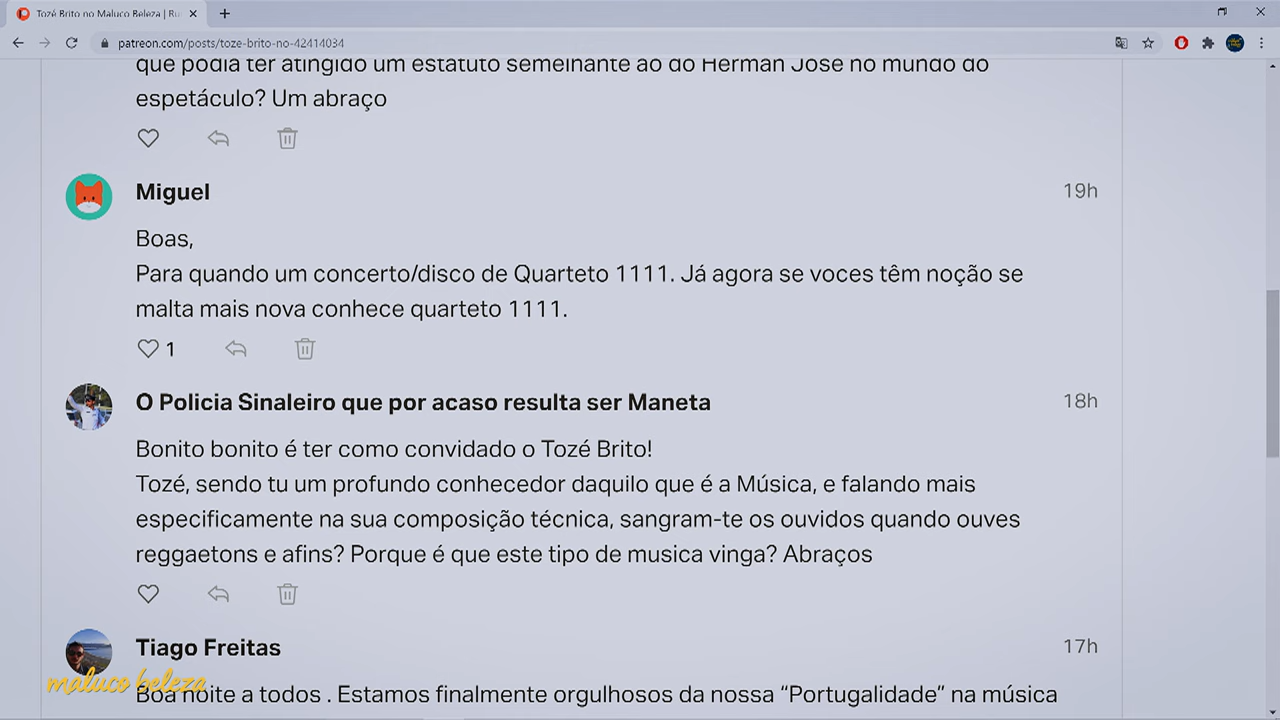 Tozé Brito no Maluco Beleza | Ru
patreon.com/posts/toze-brito-no-42414034
que podia ter atingido um estatuto semelhante ao do Herman José no mundo do
espetáculo? Um abraço
Miguel
19h
Boas,
Para quando um concerto/disco de Quarteto 1111. Já agora se voces têm noção se
malta mais nova conhece quarteto 1111.
1
O Policia Sinaleiro que por acaso resulta ser Maneta
18h
Bonito bonito é ter como convidado o Tozé Brito!
Tozé, sendo tu um profundo conhecedor daquilo que é a Música, e falando mais
especificamente na sua composição técnica, sangram-te os ouvidos quando ouves
reggaetons e afins? Porque é que este tipo de musica vinga? Abraços
Tiago Freitas
17h
maluco beleza
Boa noite a todos . Estamos finalmente orgulhosos da nossa “Portugalidade” na música